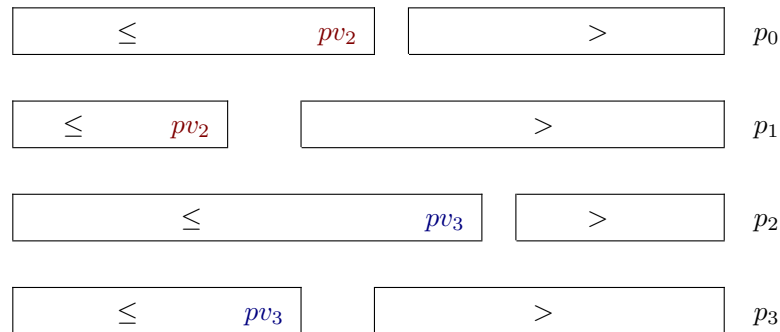 ≤ pv₂ > p₀
≤ pv₂ > p₁
≤ pv₃ > p₂
≤ pv₃ > p₃